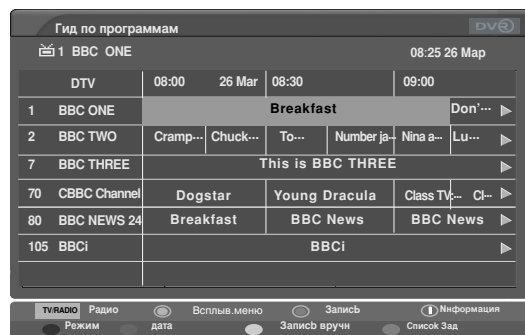 Гид по программам DVR
1 BBC ONE 08:25 26 Мар
DTV 08:00 26 Mar 08:30 09:00
1 BBC ONE Breakfast Don'···
2 BBC TWO Cramp··· Chuck··· To··· Number ja··· Nina a··· Lu···
7 BBC THREE This is BBC THREE
70 CBBC Channel Dogstar Young Dracula Class TV:··· Cl···
80 BBC NEWS 24 Breakfast BBC News BBC News
105 BBCi BBCi
TV/RADIO Радио Всплыв.меню Запись Nнформация
Режим дата Запись вручн Список Зад